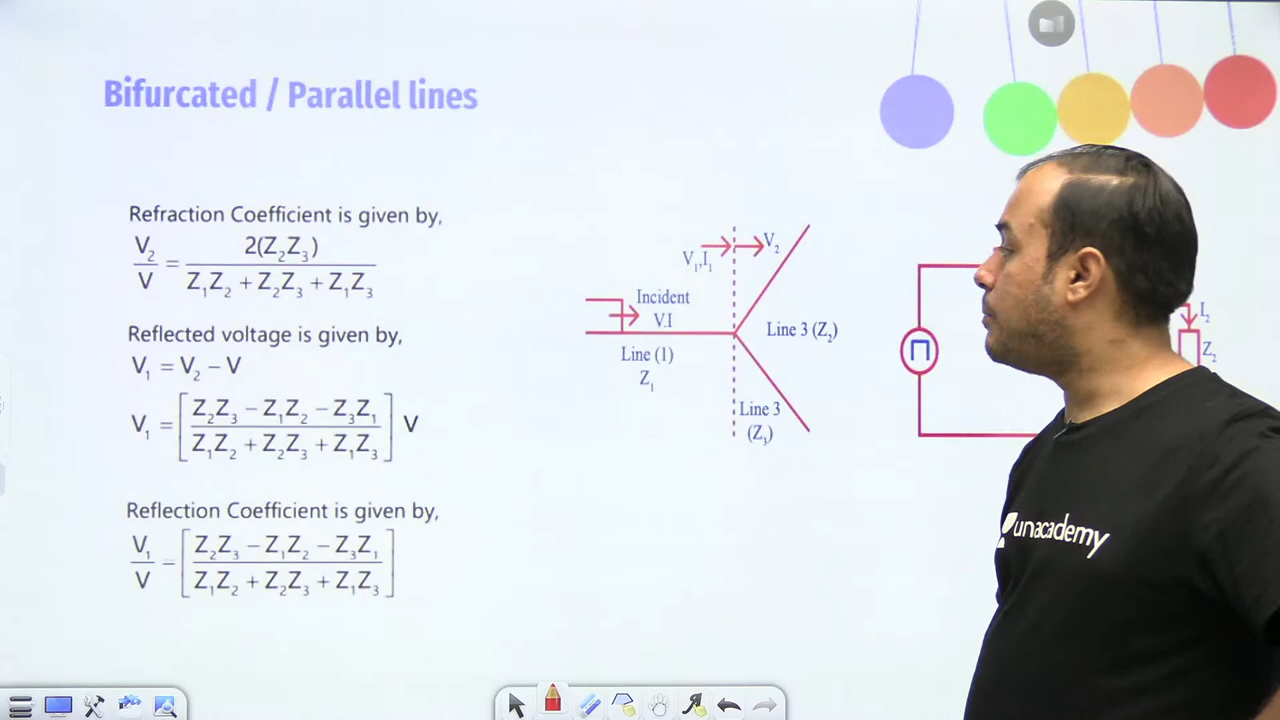 Bifurcated / Parallel lines
Refraction Coefficient is given by,
V₂/V = 2(Z₂Z₃) / Z₁Z₂ + Z₂Z₃ + Z₁Z₃
Reflected voltage is given by,
V₁ = V₂ – V
V₁ = [Z₂Z₃ – Z₁Z₂ – Z₃Z₁ / Z₁Z₂ + Z₂Z₃ + Z₁Z₃] V
Reflection Coefficient is given by,
V₁/V = [Z₂Z₃ – Z₁Z₂ – Z₃Z₁ / Z₁Z₂ + Z₂Z₃ + Z₁Z₃]
V₂
V₁,I₁
Incident
V.I
Line (1)
Z₁
Line 3 (Z₂)
Line 3
(Z₃)
I₂
Z₂
unacademy